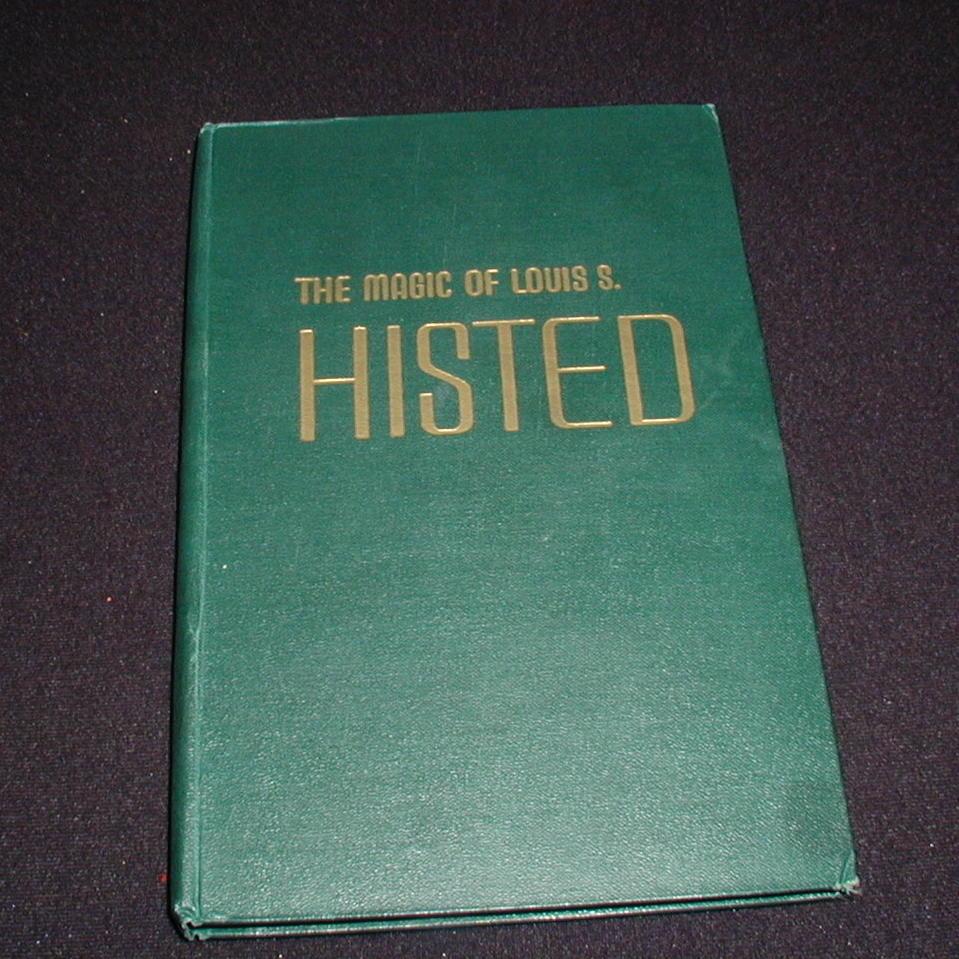 THE MAGIC OF LOUIS S.
HISTED